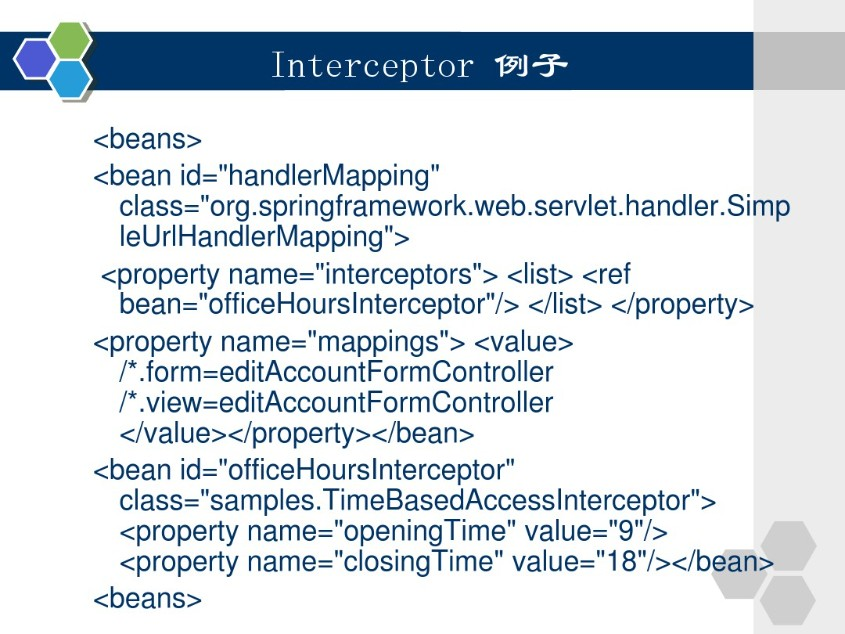 Interceptor 例子
<beans>
<bean id="handlerMapping"
class="org.springframework.web.servlet.handler.Simp
leUrlHandlerMapping">
<property name="interceptors"> <list> <ref
bean="officeHoursInterceptor"/> </list> </property>
<property name="mappings"> <value>
/*.form=editAccountFormController
/*.view=editAccountFormController
</value></property></bean>
<bean id="officeHoursInterceptor"
class="samples.TimeBasedAccessInterceptor">
<property name="openingTime" value="9"/>
<property name="closingTime" value="18"/></bean>
<beans>